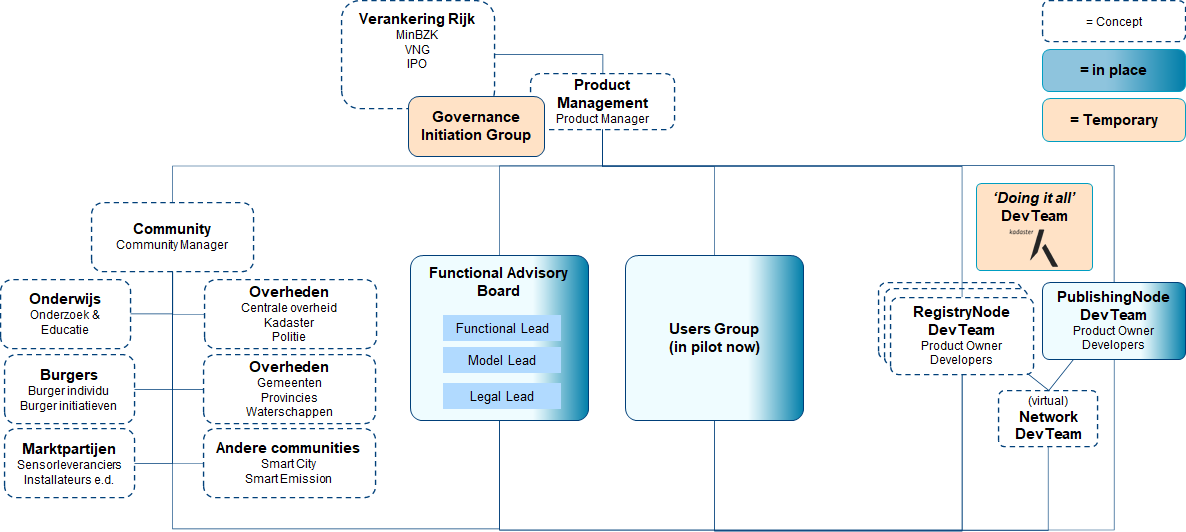 Verankering Rijk
MinBZK
VNG
IPO
Product
Management
Product Manager
Governance
Initiation Group
= Concept
= in place
= Temporary
Community
Community Manager
Onderwijs
Onderzoek &
Educatie
Overheden
Centrale overheid
Kadaster
Politie
Burgers
Burger individu
Burger initiatieven
Overheden
Gemeenten
Provincies
Waterschappen
Marktpartijen
Sensorleveranciers
Installateurs e.d.
Andere communities
Smart City
Smart Emission
Functional Advisory
Board
Functional Lead
Model Lead
Legal Lead
Users Group
(in pilot now)
‘Doing it all’
DevTeam
kadaster
RegistryNode
DevTeam
Product Owner
Developers
PublishingNode
DevTeam
Product Owner
Developers
(virtual)
Network
DevTeam